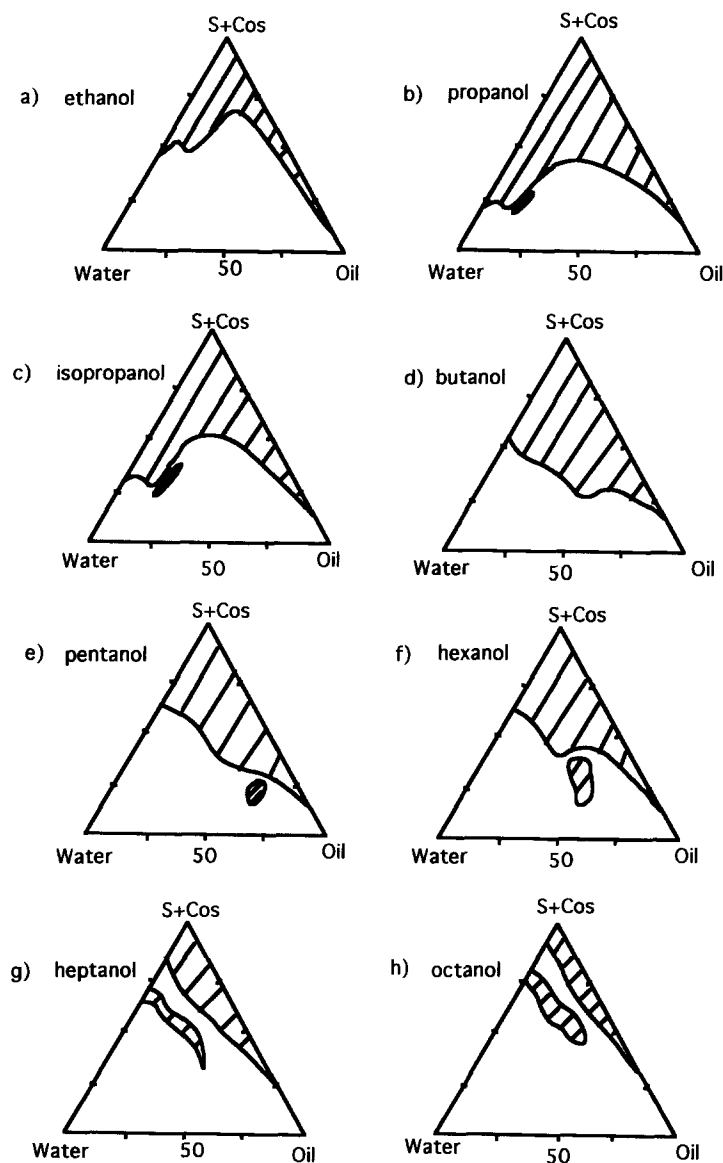 S+Cos
a) ethanol
Water 50 Oil
S+Cos
b) propanol
Water 50 Oil
S+Cos
c) isopropanol
Water 50 Oil
S+Cos
d) butanol
Water 50 Oil
S+Cos
e) pentanol
Water 50 Oil
S+Cos
f) hexanol
Water 50 Oil
S+Cos
g) heptanol
Water 50 Oil
S+Cos
h) octanol
Water 50 Oil